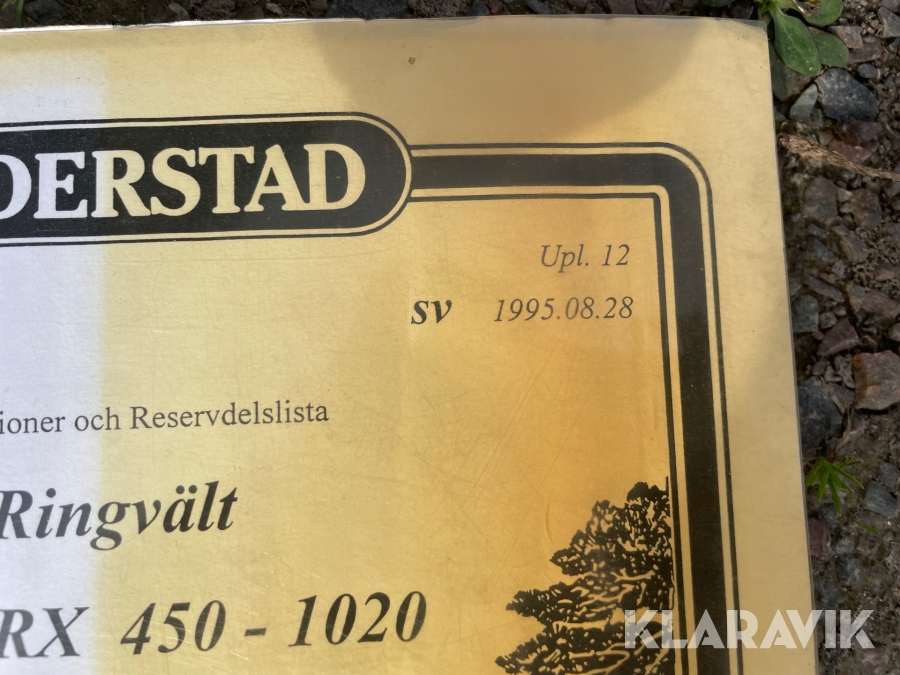 DERSTAD
Upl. 12
sv 1995.08.28
ioner och Reservdelslista
Ringvält
RX 450 - 1020
KLARAVIK